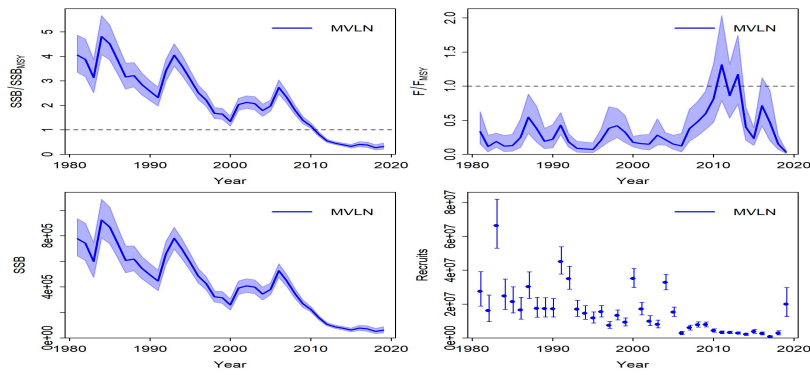 MVLN
SSB/SSB_MSY
0 1 2 3 4 5
1980 1990 2000 2010 2020
Year
MVLN
F/F_MSY
0.0 0.5 1.0 1.5 2.0
1980 1990 2000 2010 2020
Year
MVLN
SSB
0e+00 4e+05 8e+05
1980 1990 2000 2010 2020
Year
MVLN
Recruits
0e+00 2e+07 4e+07 6e+07 8e+07
1980 1990 2000 2010 2020
Year